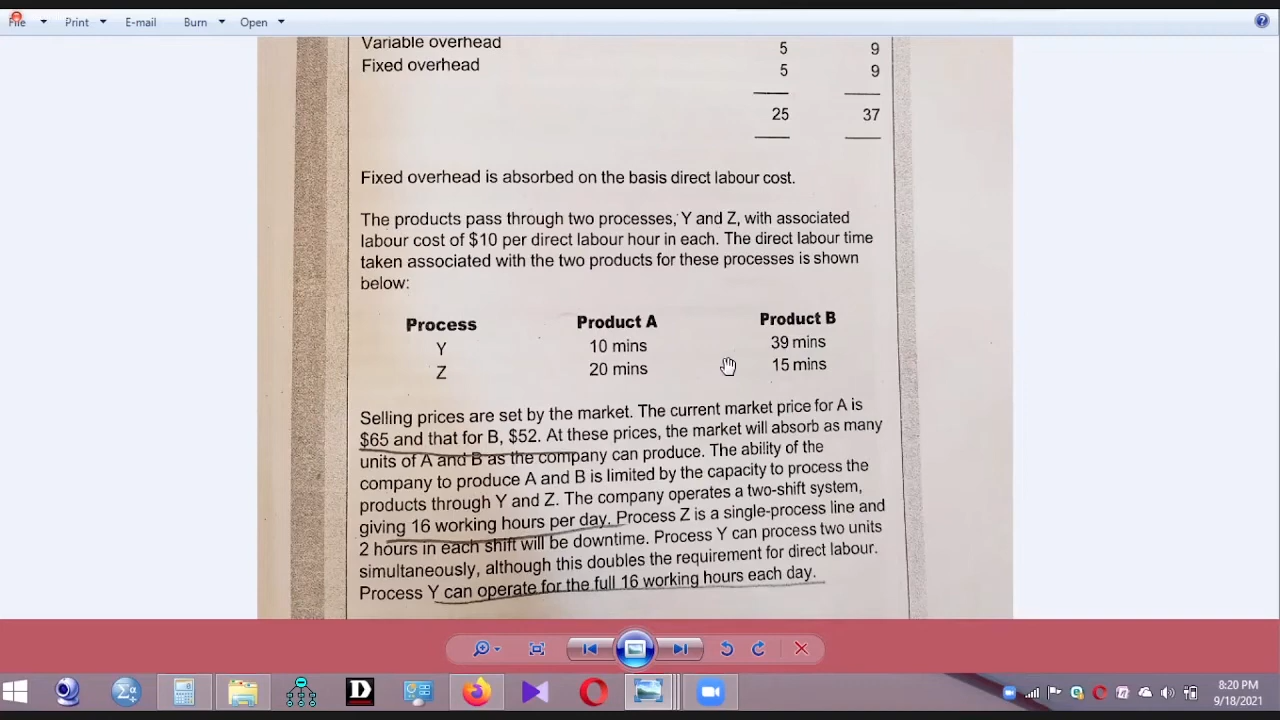 File Print E-mail Burn Open
Variable overhead 5 9
Fixed overhead 5 9
25 37
Fixed overhead is absorbed on the basis direct labour cost.
The products pass through two processes, Y and Z, with associated
labour cost of $10 per direct labour hour in each. The direct labour time
taken associated with the two products for these processes is shown
below:
Process Product A Product B
Y 10 mins 39 mins
Z 20 mins 15 mins
Selling prices are set by the market. The current market price for A is
$65 and that for B, $52. At these prices, the market will absorb as many
units of A and B as the company can produce. The ability of the
company to produce A and B is limited by the capacity to process the
products through Y and Z. The company operates a two-shift system,
giving 16 working hours per day. Process Z is a single-process line and
2 hours in each shift will be downtime. Process Y can process two units
simultaneously, although this doubles the requirement for direct labour.
Process Y can operate for the full 16 working hours each day.
Σα
D
8:20 PM
9/18/2021